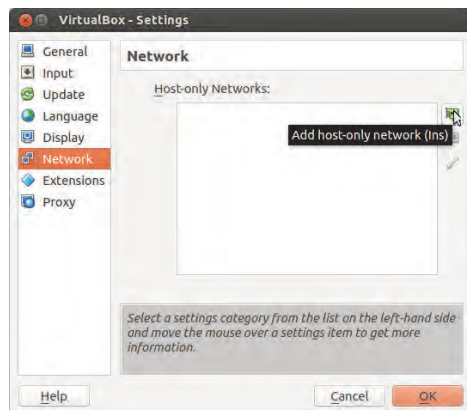 VirtualBox - Settings
General
Input
Update
Language
Display
Network
Extensions
Proxy
Network
Host-only Networks:
Add host-only network (Ins)
Select a settings category from the list on the left-hand side
and move the mouse over a settings item to get more
information.
Help
Cancel
OK